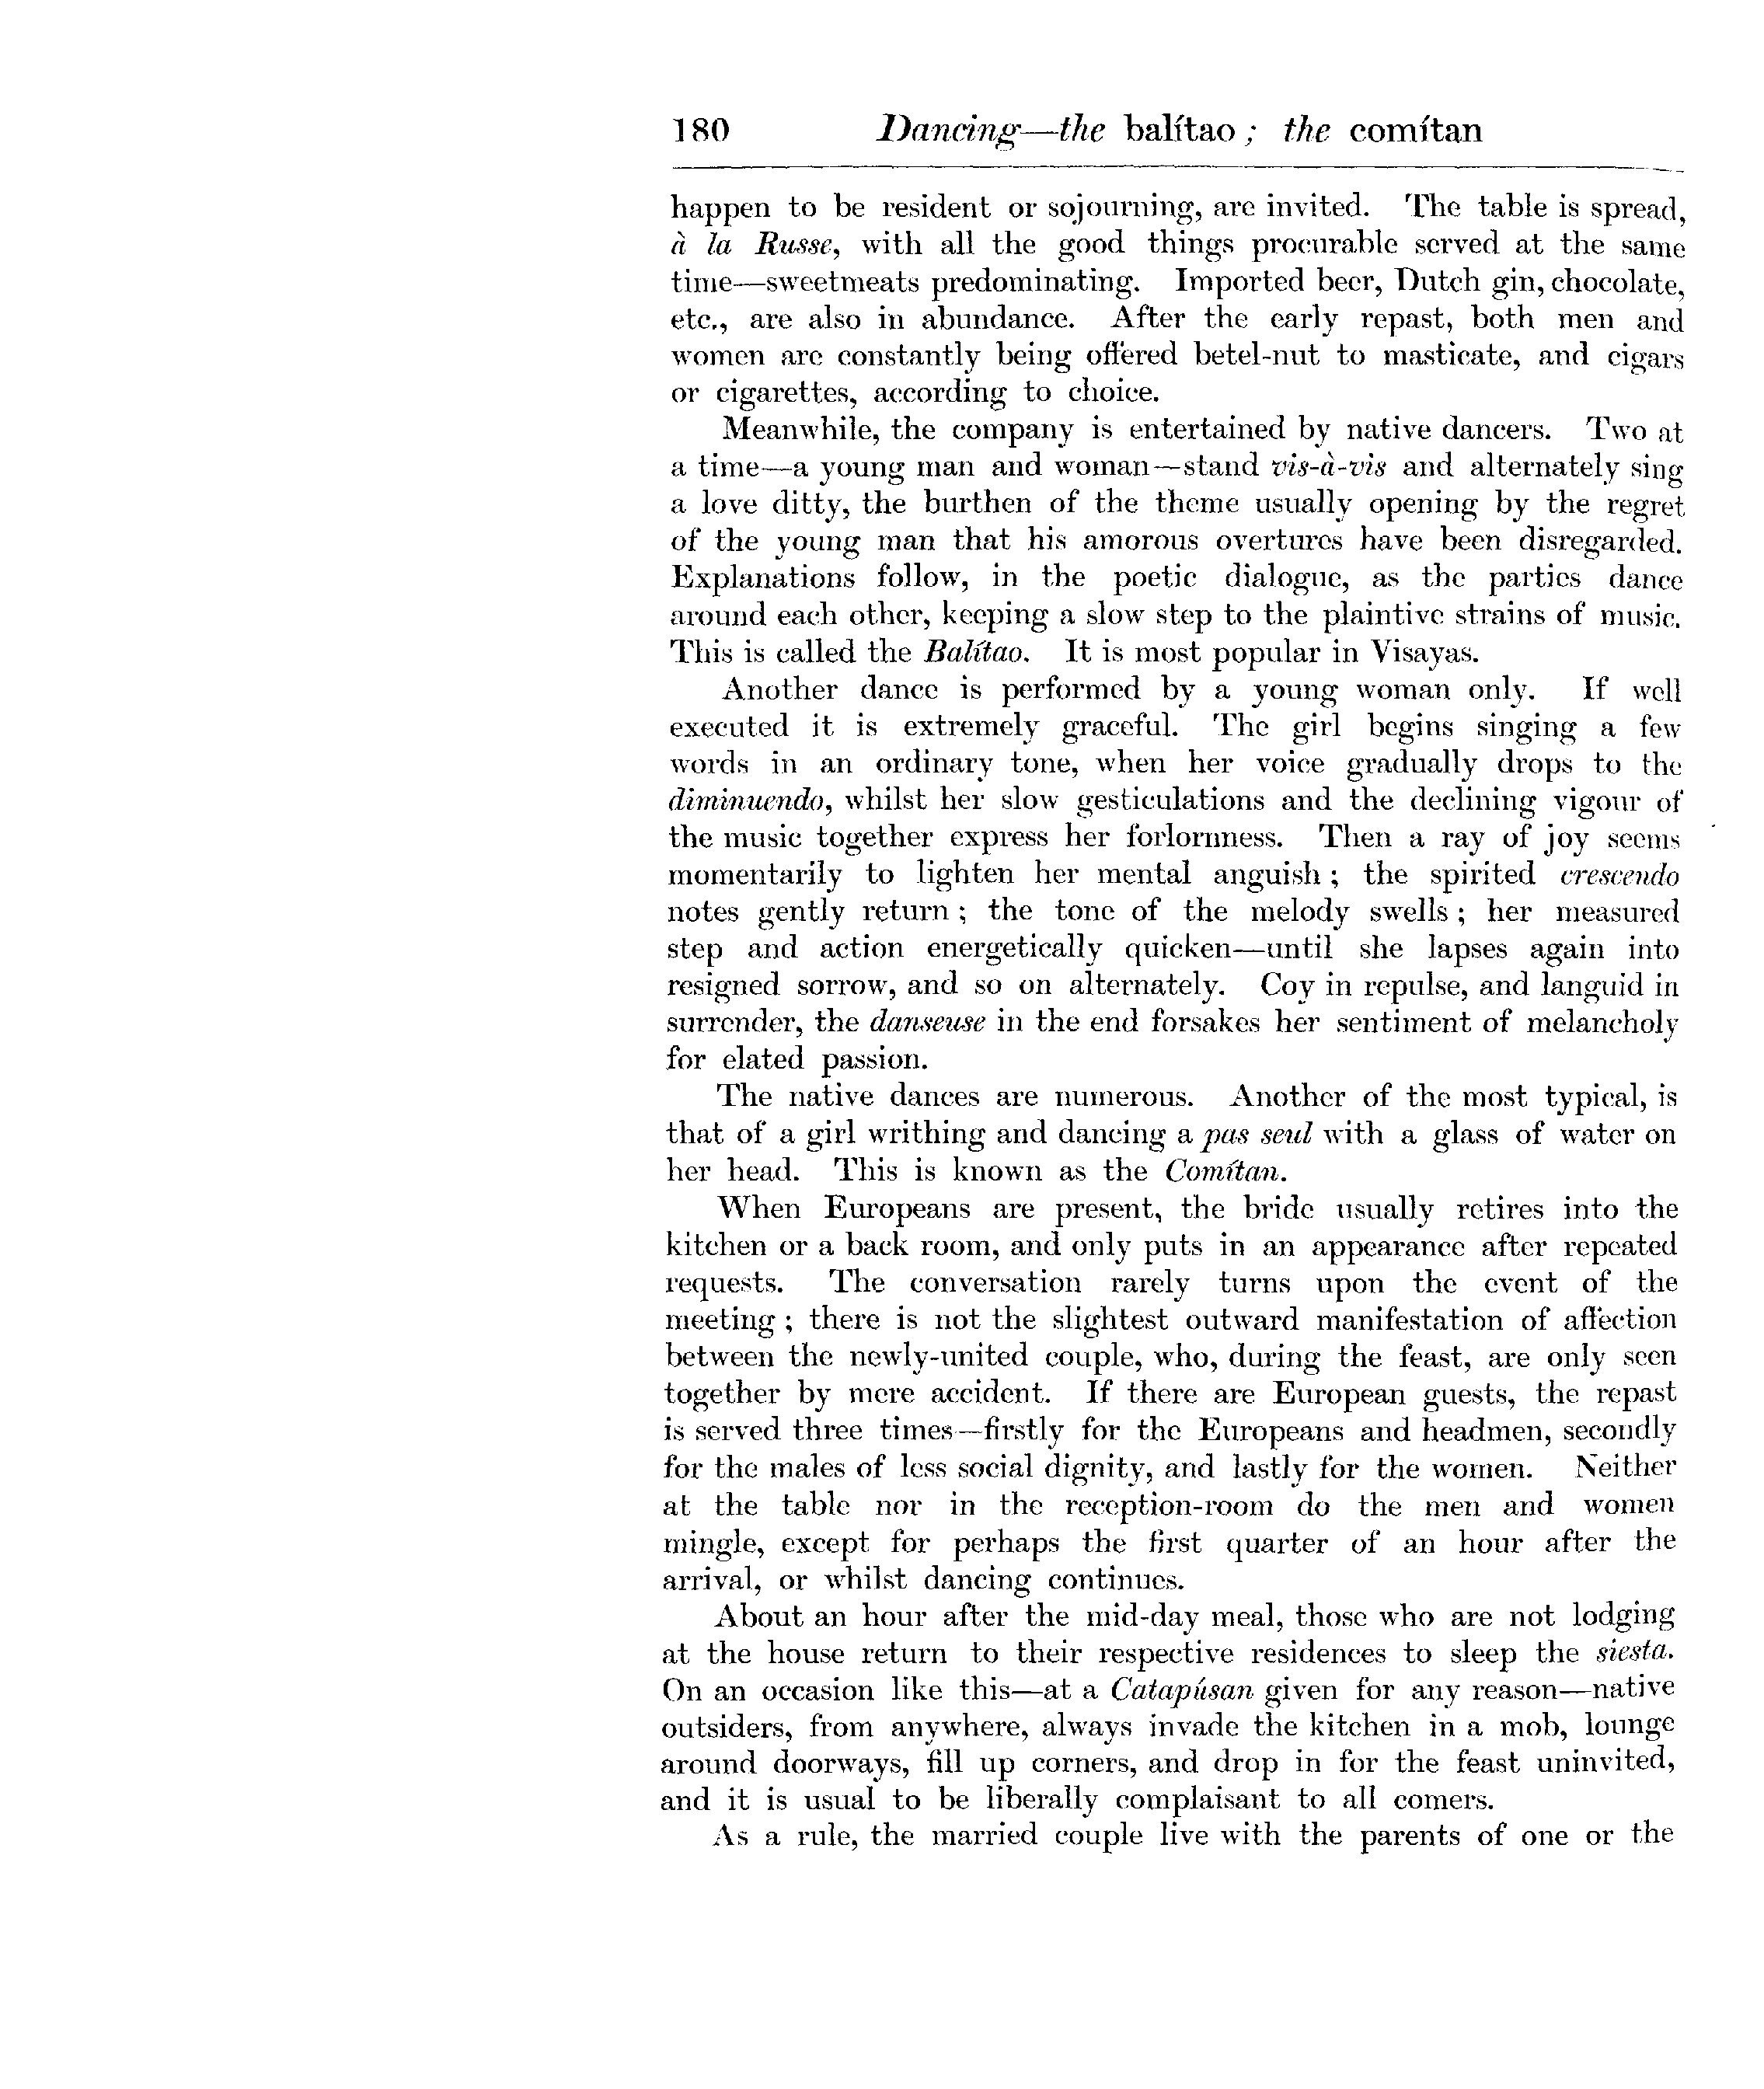 180 Dancing—the balítao; the comítan
happen to be resident or sojourning, are invited. The table is spread,
à la Russe, with all the good things procurable served at the same
time—sweetmeats predominating. Imported beer, Dutch gin, chocolate,
etc., are also in abundance. After the early repast, both men and
women are constantly being offered betel-nut to masticate, and cigars
or cigarettes, according to choice.
Meanwhile, the company is entertained by native dancers. Two at
a time—a young man and woman—stand vis-à-vis and alternately sing
a love ditty, the burthen of the theme usually opening by the regret
of the young man that his amorous overtures have been disregarded.
Explanations follow, in the poetic dialogue, as the parties dance
around each other, keeping a slow step to the plaintive strains of music.
This is called the Balítao. It is most popular in Visayas.
Another dance is performed by a young woman only. If well
executed it is extremely graceful. The girl begins singing a few
words in an ordinary tone, when her voice gradually drops to the
diminuendo, whilst her slow gesticulations and the declining vigour of
the music together express her forlornness. Then a ray of joy seems
momentarily to lighten her mental anguish; the spirited crescendo
notes gently return; the tone of the melody swells; her measured
step and action energetically quicken—until she lapses again into
resigned sorrow, and so on alternately. Coy in repulse, and languid in
surrender, the danseuse in the end forsakes her sentiment of melancholy
for elated passion.
The native dances are numerous. Another of the most typical, is
that of a girl writhing and dancing a pas seul with a glass of water on
her head. This is known as the Comítan.
When Europeans are present, the bride usually retires into the
kitchen or a back room, and only puts in an appearance after repeated
requests. The conversation rarely turns upon the event of the
meeting; there is not the slightest outward manifestation of affection
between the newly-united couple, who, during the feast, are only seen
together by mere accident. If there are European guests, the repast
is served three times—firstly for the Europeans and headmen, secondly
for the males of less social dignity, and lastly for the women. Neither
at the table nor in the reception-room do the men and women
mingle, except for perhaps the first quarter of an hour after the
arrival, or whilst dancing continues.
About an hour after the mid-day meal, those who are not lodging
at the house return to their respective residences to sleep the siesta.
On an occasion like this—at a Catapúsan given for any reason—native
outsiders, from anywhere, always invade the kitchen in a mob, lounge
around doorways, fill up corners, and drop in for the feast uninvited,
and it is usual to be liberally complaisant to all comers.
As a rule, the married couple live with the parents of one or the